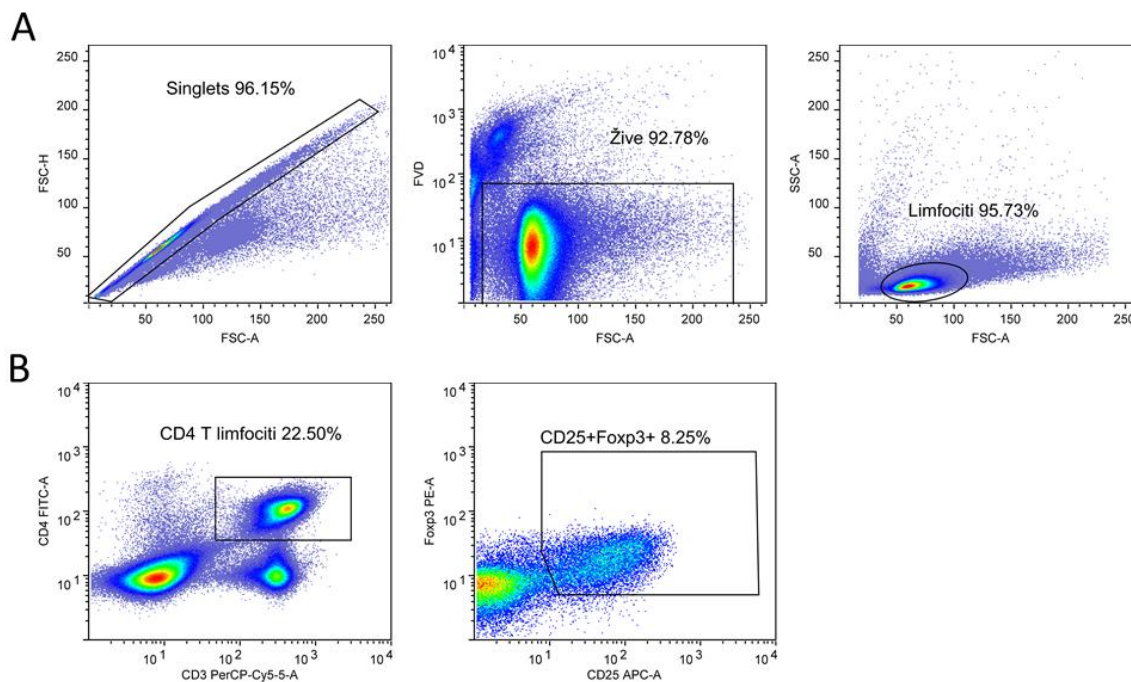 A
Singlets 96.15%
FSC-H
250
200
150
100
50
50 100 150 200 250
FSC-A
Žive 92.78%
FVD
10^4
10^3
10^2
10^1
50 100 150 200 250
FSC-A
Limfociti 95.73%
SSC-A
250
200
150
100
50
50 100 150 200 250
FSC-A
B
CD4 T limfociti 22.50%
CD4 FITC-A
10^4
10^3
10^2
10^1
10^1 10^2 10^3 10^4
CD3 PerCP-Cy5-5-A
CD25+Foxp3+ 8.25%
Foxp3 PE-A
10^4
10^3
10^2
10^1
10^1 10^2 10^3 10^4
CD25 APC-A